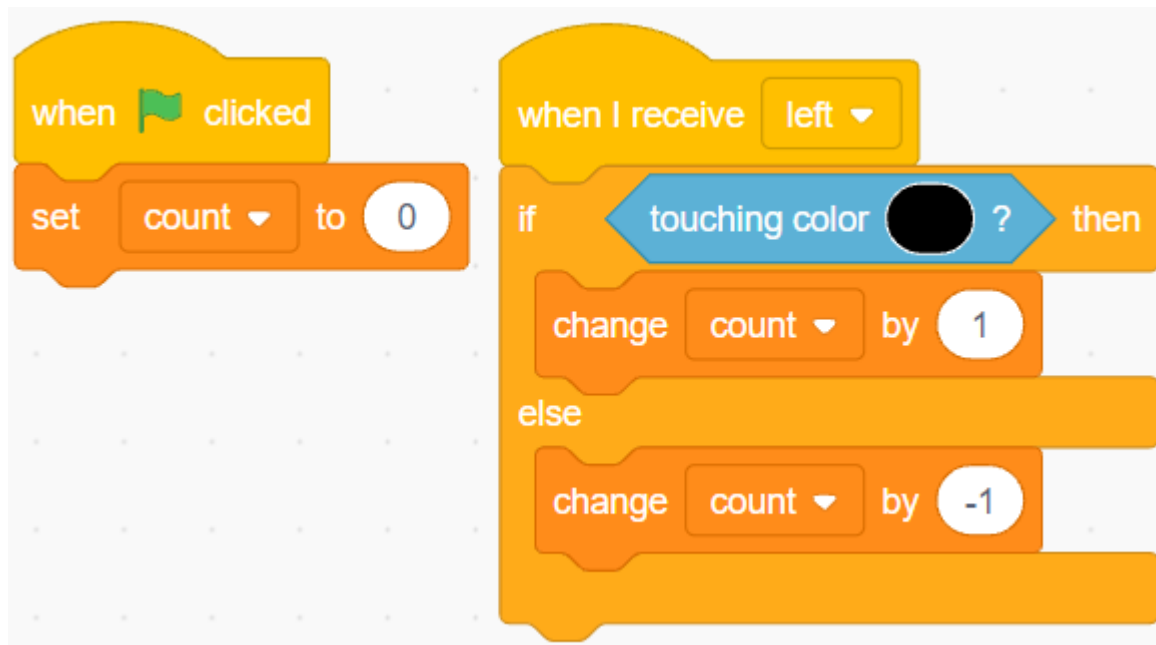 when clicked
set count to 0
when I receive left
if touching color ? then
change count by 1
else
change count by -1